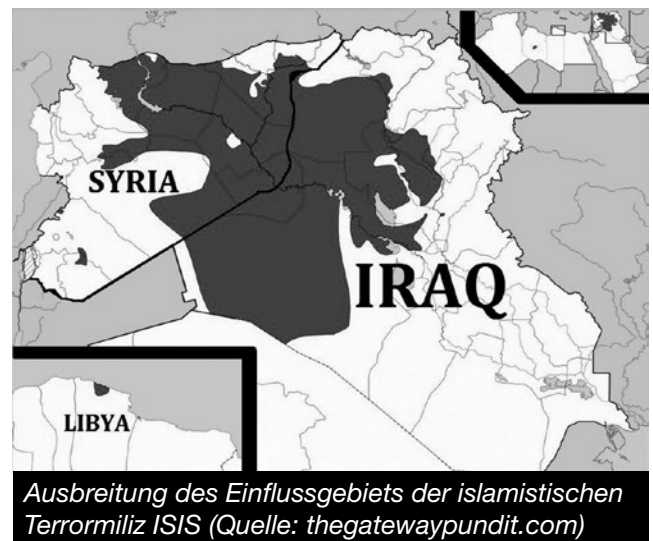 SYRIA
IRAQ
LIBYA
Ausbreitung des Einflussgebiets der islamistischen
Terrormiliz ISIS (Quelle: thegatewaypundit.com)